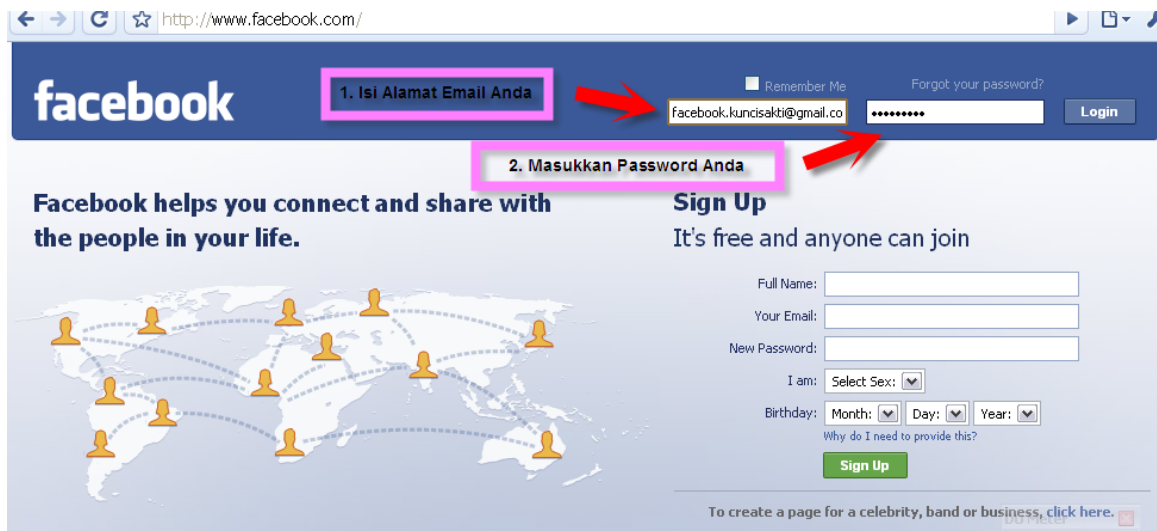 http://www.facebook.com/
facebook
1. Isi Alamat Email Anda
Remember Me
Forgot your password?
facebook.kuncisakti@gmail.co
•••••••••
Login
2. Masukkan Password Anda
Facebook helps you connect and share with
the people in your life.
Sign Up
It's free and anyone can join
Full Name:
Your Email:
New Password:
I am: Select Sex:
Birthday: Month: Day: Year:
Why do I need to provide this?
Sign Up
To create a page for a celebrity, band or business, click here.
DU Meter